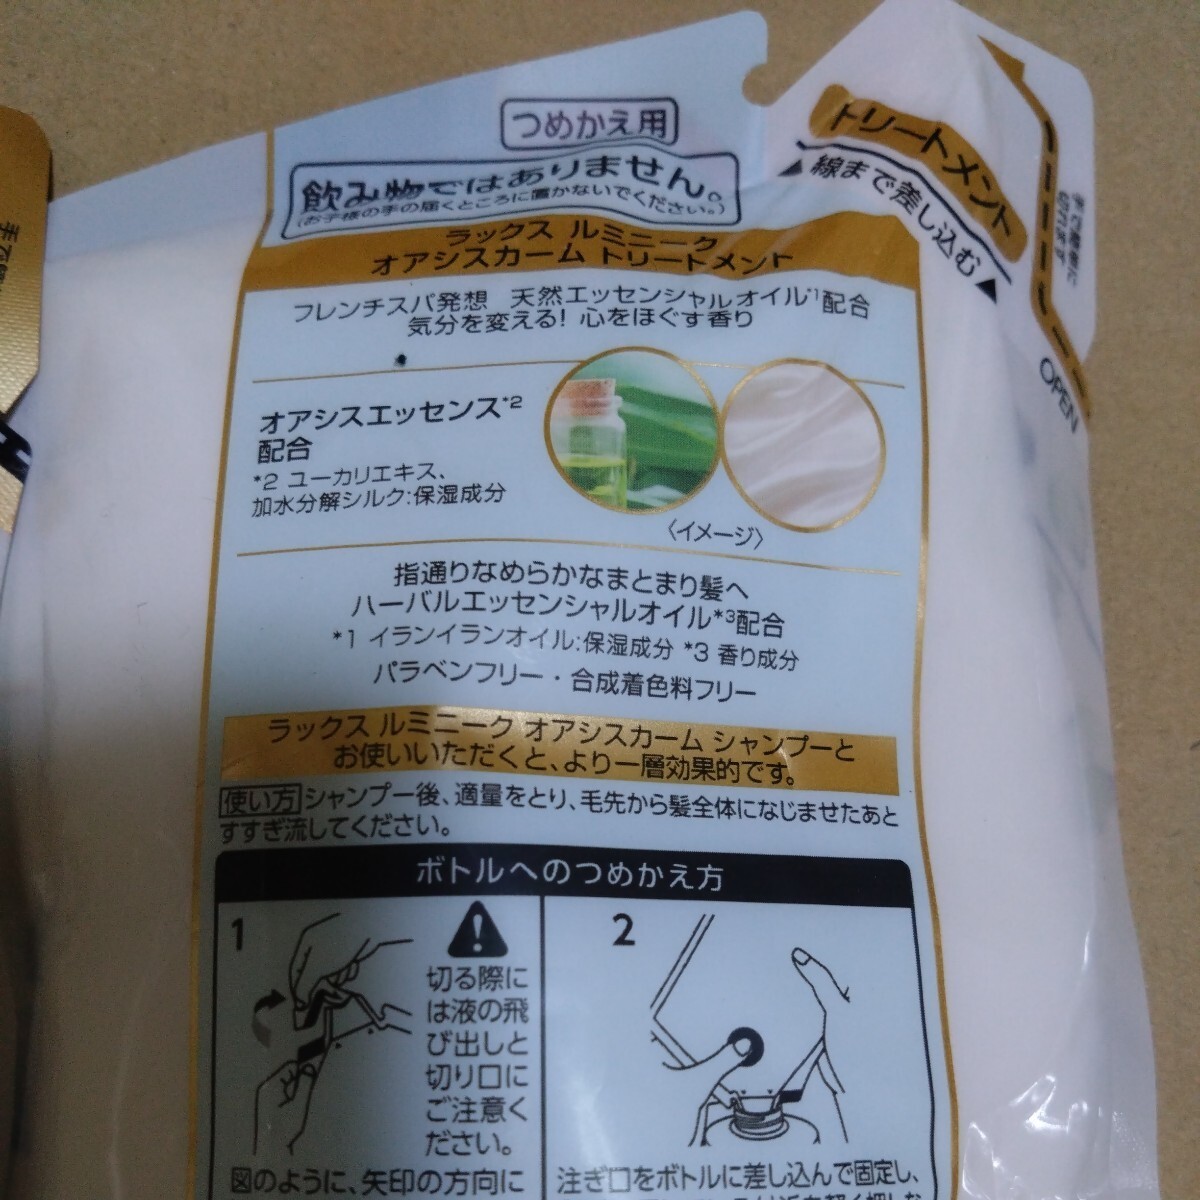 つめかえ用
飲み物ではありません。
(お子様の手の届くところに置かないでください。)
トリートメント
▲線まで差し込む▲
OPEN
ラックス ルミニーク
オアシスカーム トリートメント
フレンチスパ発想 天然エッセンシャルオイル*1配合
気分を変える! 心をほぐす香り
オアシスエッセンス*2
配合
*2 ユーカリエキス、
加水分解シルク:保湿成分
〈イメージ〉
指通りなめらかなまとまり髪へ
ハーバルエッセンシャルオイル*3配合
*1 イランイランオイル:保湿成分 *3 香り成分
パラベンフリー・合成着色料フリー
ラックス ルミニーク オアシスカーム シャンプーと
お使いいただくと、より一層効果的です。
使い方 シャンプー後、適量をとり、毛先から髪全体になじませたあと
すすぎ流してください。
ボトルへのつめかえ方
1
切る際に
は液の飛
び出しと
切り口に
ご注意く
ださい。
図のように、矢印の方向に
2
注ぎ口をボトルに差し込んで固定し、